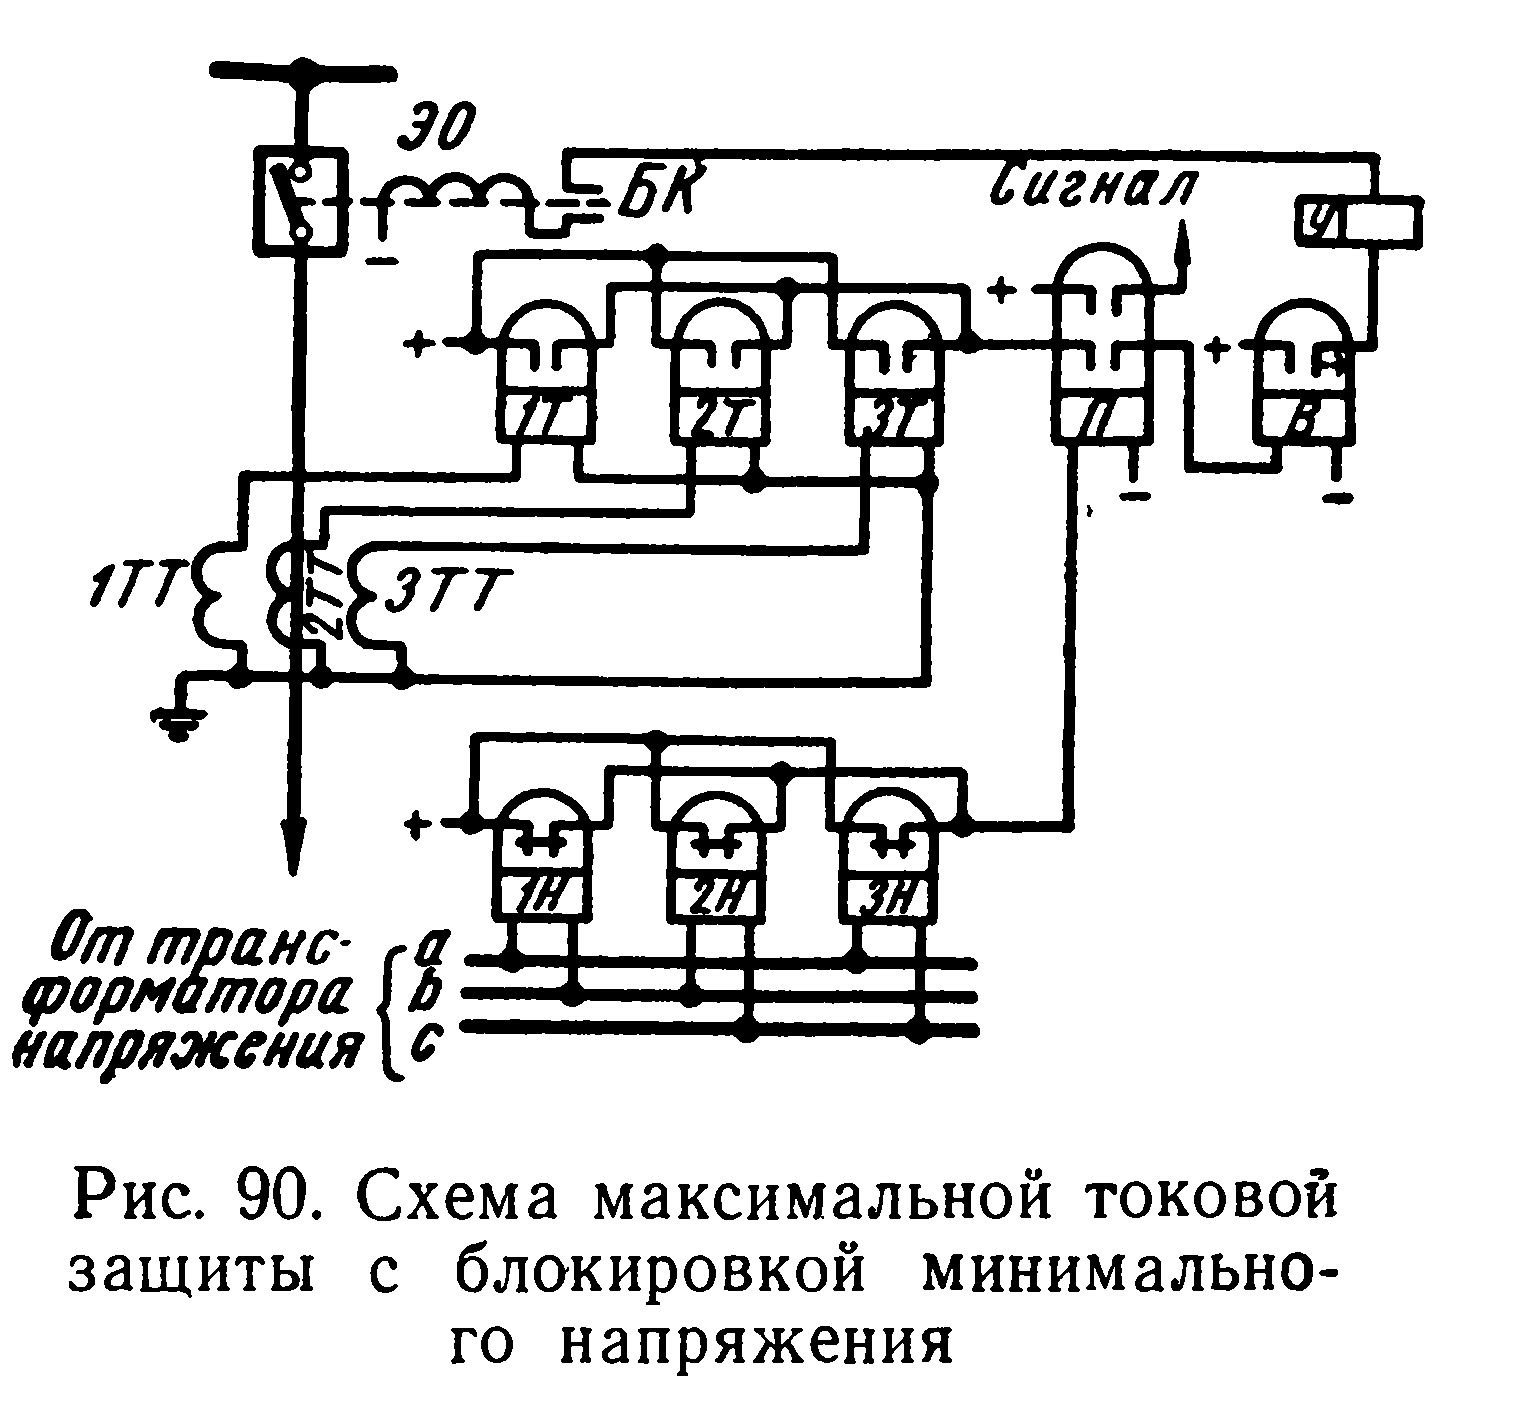 ЭО
БК
Сигнал
У
+
+
+
1Т
2Т
3Т
П
В
1ТТ
2ТТ
3ТТ
+
1Н
2Н
3Н
От транс-
форматора
напряжения
a
b
c
Рис. 90. Схема максимальной токовой
защиты с блокировкой минимально-
го напряжения